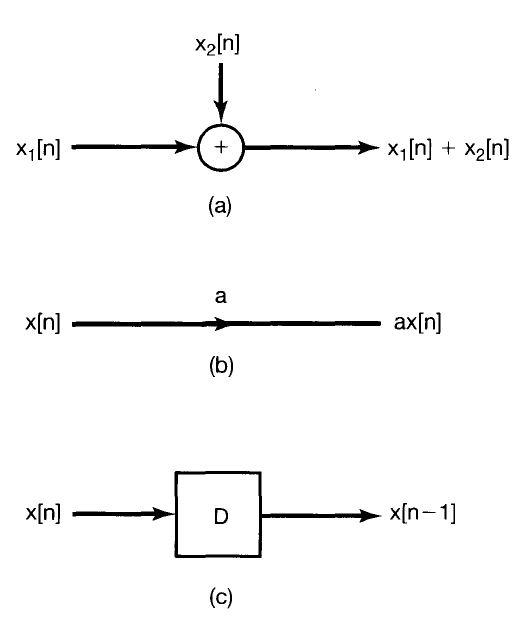 x₂[n]
x₁[n] + x₁[n] + x₂[n]
(a)
a
x[n] ax[n]
(b)
x[n] D x[n−1]
(c)